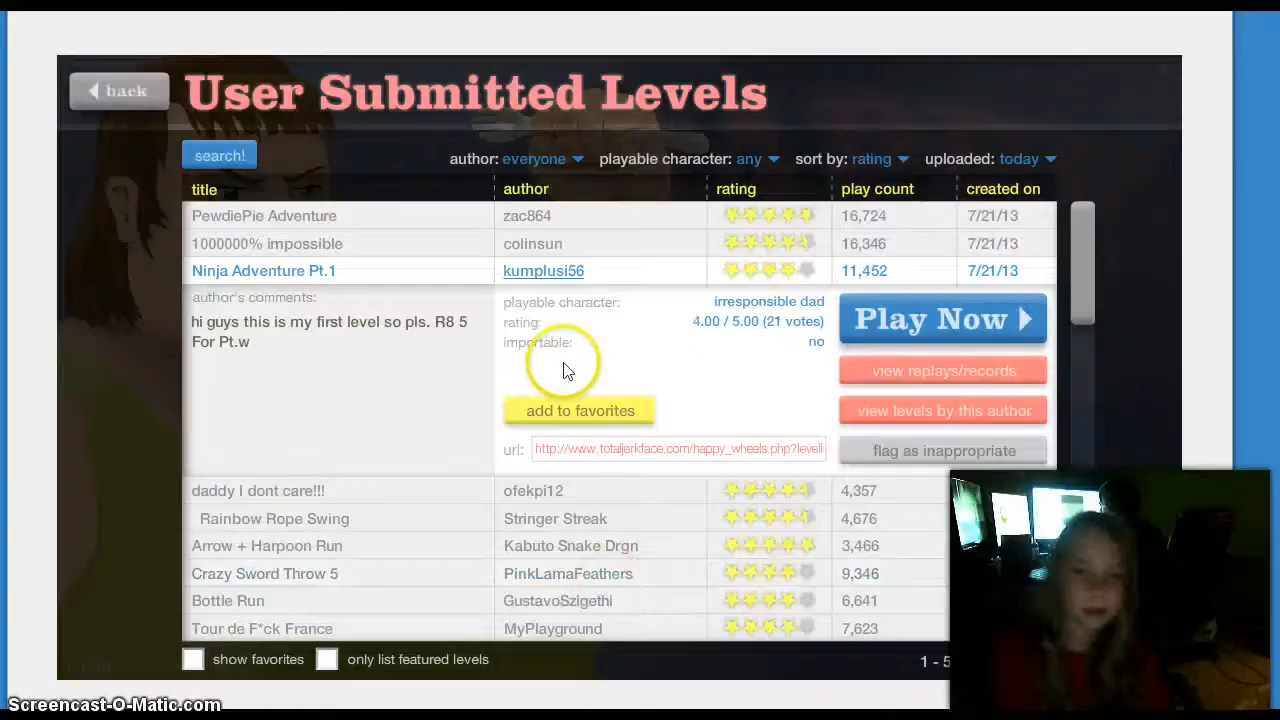 back
User Submitted Levels
search!
author: everyone playable character: any sort by: rating uploaded: today
title author rating play count created on
PewdiePie Adventure zac864 16,724 7/21/13
1000000% impossible colinsun 16,346 7/21/13
Ninja Adventure Pt.1 kumplusi56 11,452 7/21/13
author's comments:
hi guys this is my first level so pls. R8 5
For Pt.w
playable character: irresponsible dad
rating: 4.00 / 5.00 (21 votes)
importable: no
add to favorites
url: http://www.totaljerkface.com/happy_wheels.php?leveli
Play Now
view replays/records
view levels by this author
flag as inappropriate
daddy I dont care!!! ofekpi12 4,357
Rainbow Rope Swing Stringer Streak 4,676
Arrow + Harpoon Run Kabuto Snake Drgn 3,466
Crazy Sword Throw 5 PinkLamaFeathers 9,346
Bottle Run GustavoSzigethi 6,641
Tour de F*ck France MyPlayground 7,623
show favorites only list featured levels 1 - 5
Screencast-O-Matic.com